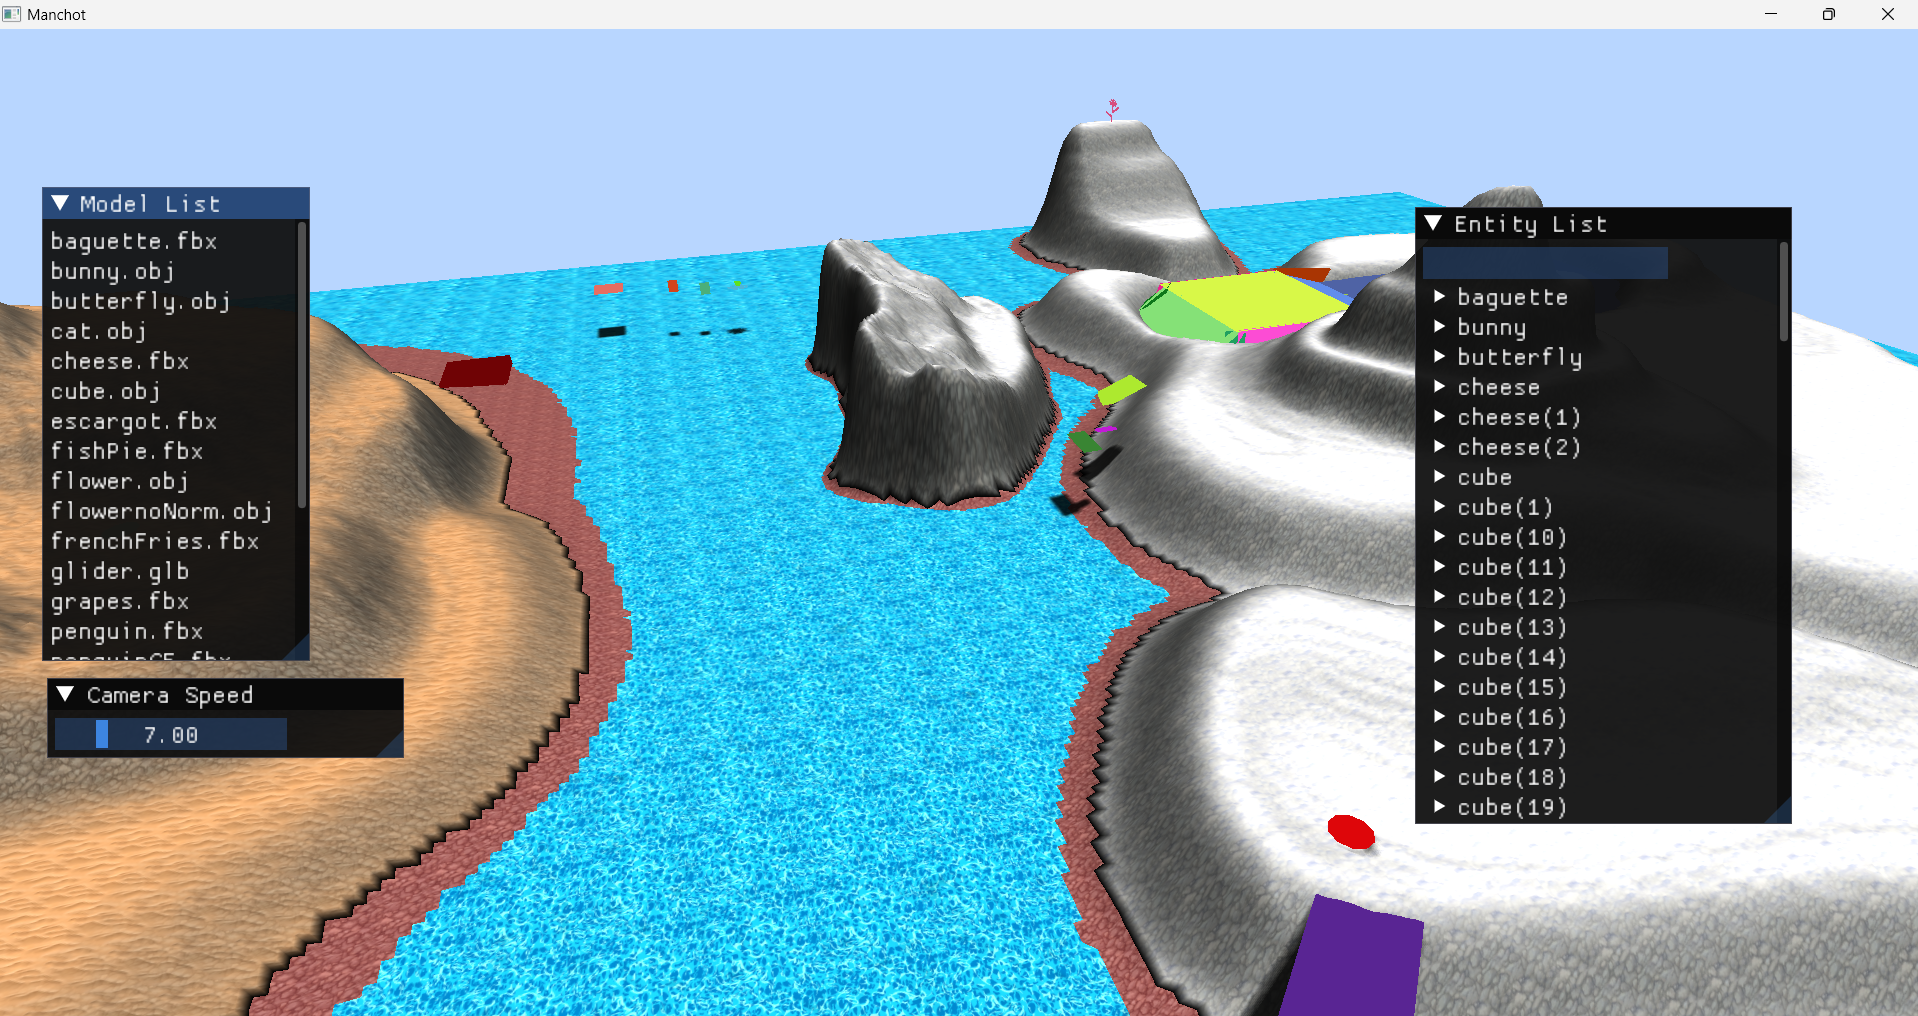 Manchot
Model List
baguette.fbx
bunny.obj
butterfly.obj
cat.obj
cheese.fbx
cube.obj
escargot.fbx
fishPie.fbx
flower.obj
flowernoNorm.obj
frenchFries.fbx
glider.glb
grapes.fbx
penguin.fbx
Camera Speed
7.00
Entity List
baguette
bunny
butterfly
cheese
cheese(1)
cheese(2)
cube
cube(1)
cube(10)
cube(11)
cube(12)
cube(13)
cube(14)
cube(15)
cube(16)
cube(17)
cube(18)
cube(19)